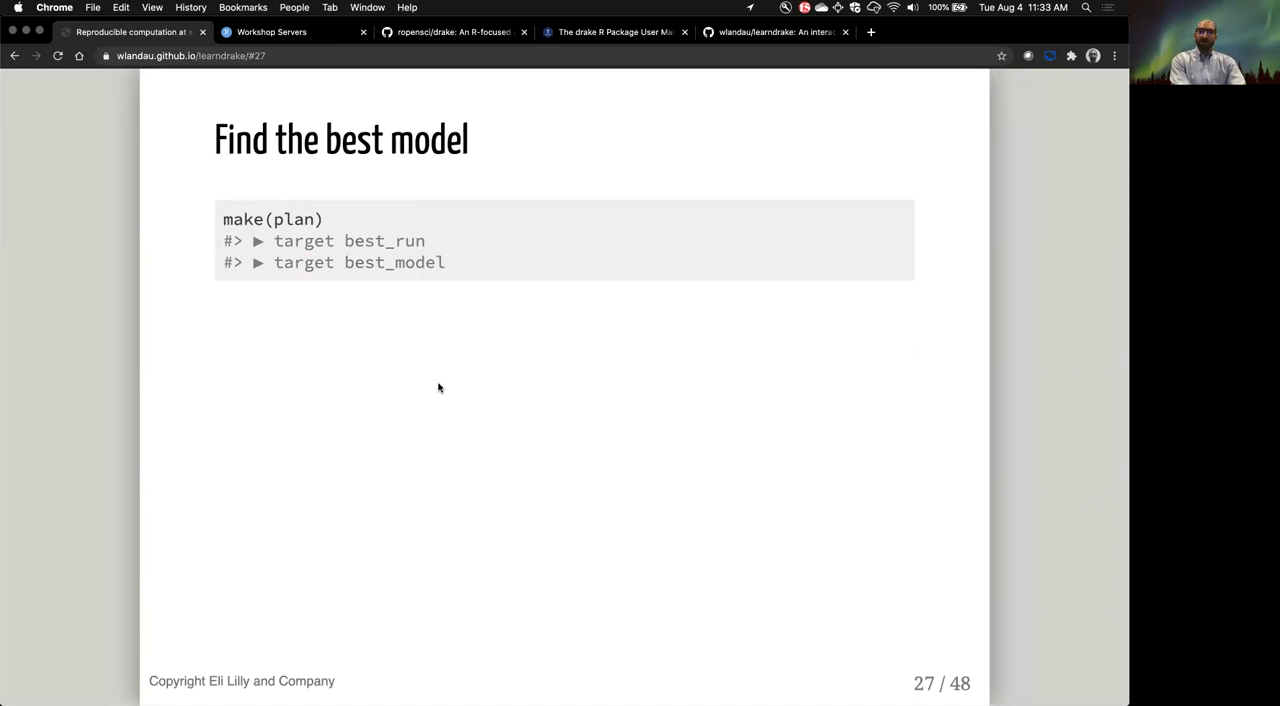 Chrome File Edit View History Bookmarks People Tab Window Help 100% Tue Aug 4 11:33 AM
Reproducible computation at s Workshop Servers ropensci/drake: An R-focused The drake R Package User Ma wlandau/learndrake: An interac
wlandau.github.io/learndrake/#27
Find the best model
make(plan)
#> ▶ target best_run
#> ▶ target best_model
Copyright Eli Lilly and Company
27 / 48